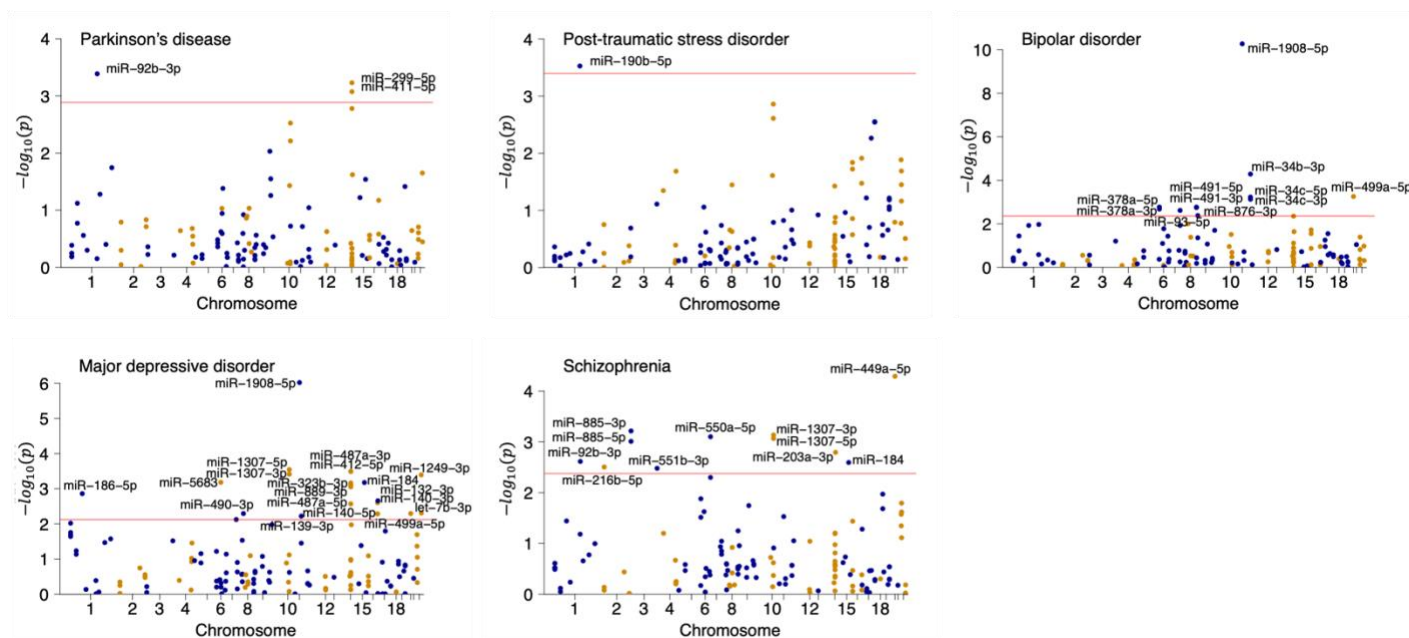 Parkinson's disease
4
3
2
1
0
−log₁₀(p)
miR−92b−3p
miR−299−5p
miR−411−5p
1 2 3 4 6 8 10 12 15 18
Chromosome
Post-traumatic stress disorder
4
3
2
1
0
−log₁₀(p)
miR−190b−5p
1 2 3 4 6 8 10 12 15 18
Chromosome
Bipolar disorder
10
8
6
4
2
0
−log₁₀(p)
miR−1908−5p
miR−34b−3p
miR−491−5p
miR−34c−5p
miR−499a−5p
miR−378a−5p
miR−491−3p
miR−34c−3p
miR−378a−3p
miR−876−3p
miR−93−5p
1 2 3 4 6 8 10 12 15 18
Chromosome
Major depressive disorder
6
5
4
3
2
1
0
−log₁₀(p)
miR−1908−5p
miR−487a−3p
miR−1307−5p
miR−412−5p
miR−1307−3p
miR−1249−3p
miR−5683
miR−323b−3p
miR−184
miR−186−5p
miR−889−3p
miR−132−3p
miR−487a−5p
miR−140−3p
miR−490−3p
miR−140−5p
let−7b−3p
miR−139−3p
miR−499a−5p
1 2 3 4 6 8 10 12 15 18
Chromosome
Schizophrenia
4
3
2
1
0
−log₁₀(p)
miR−449a−5p
miR−885−3p
miR−550a−5p
miR−1307−3p
miR−885−5p
miR−1307−5p
miR−92b−3p
miR−551b−3p
miR−203a−3p
miR−184
miR−216b−5p
1 2 3 4 6 8 10 12 15 18
Chromosome